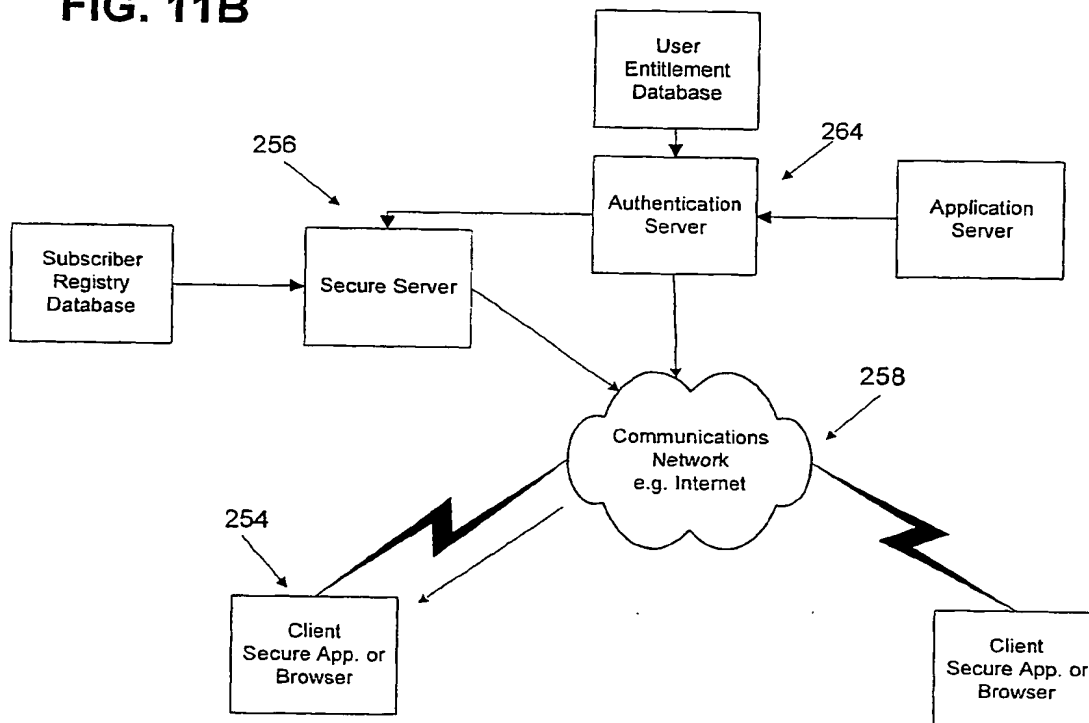 FIG. 11B
User
Entitlement
Database
256
264
Authentication
Server
Application
Server
Subscriber
Registry
Database
Secure Server
258
Communications
Network
e.g. Internet
254
Client
Secure App. or
Browser
Client
Secure App. or
Browser